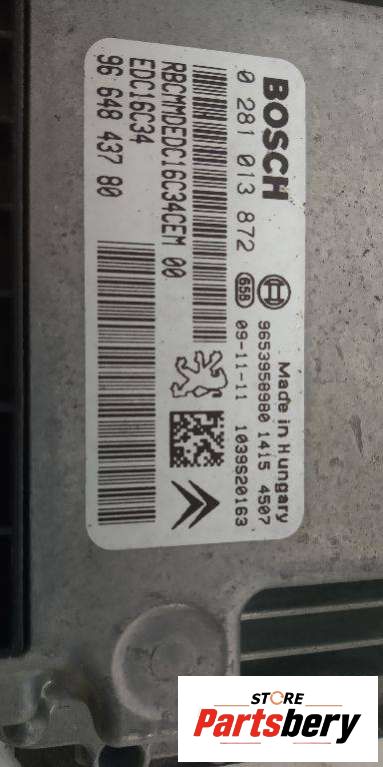 BOSCH
0 281 013 872
RBCMMDEDC16C34CEM 00
EDC16C34
96 648 437 80
Made in Hungary
9653958980 1415 4507
658 09-11-11 1039S20163
STORE
Partsbery